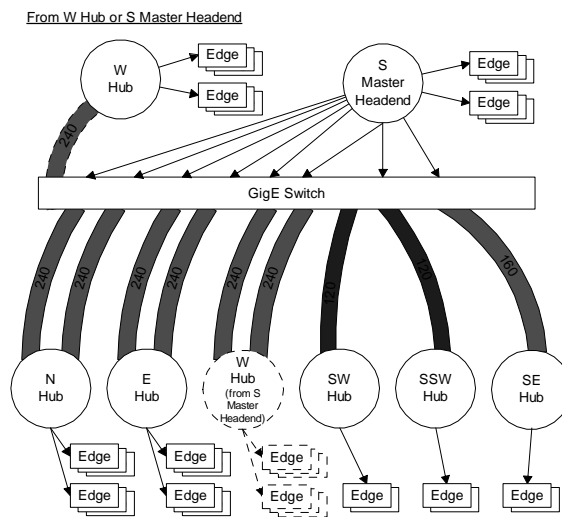 From W Hub or S Master Headend
W
Hub
Edge
Edge
S
Master
Headend
Edge
Edge
240
GigE Switch
240
240
240
240
240
240
120
120
160
N
Hub
E
Hub
W
Hub
(from S
Master
Headend)
SW
Hub
SSW
Hub
SE
Hub
Edge
Edge
Edge
Edge
Edge
Edge
Edge
Edge
Edge